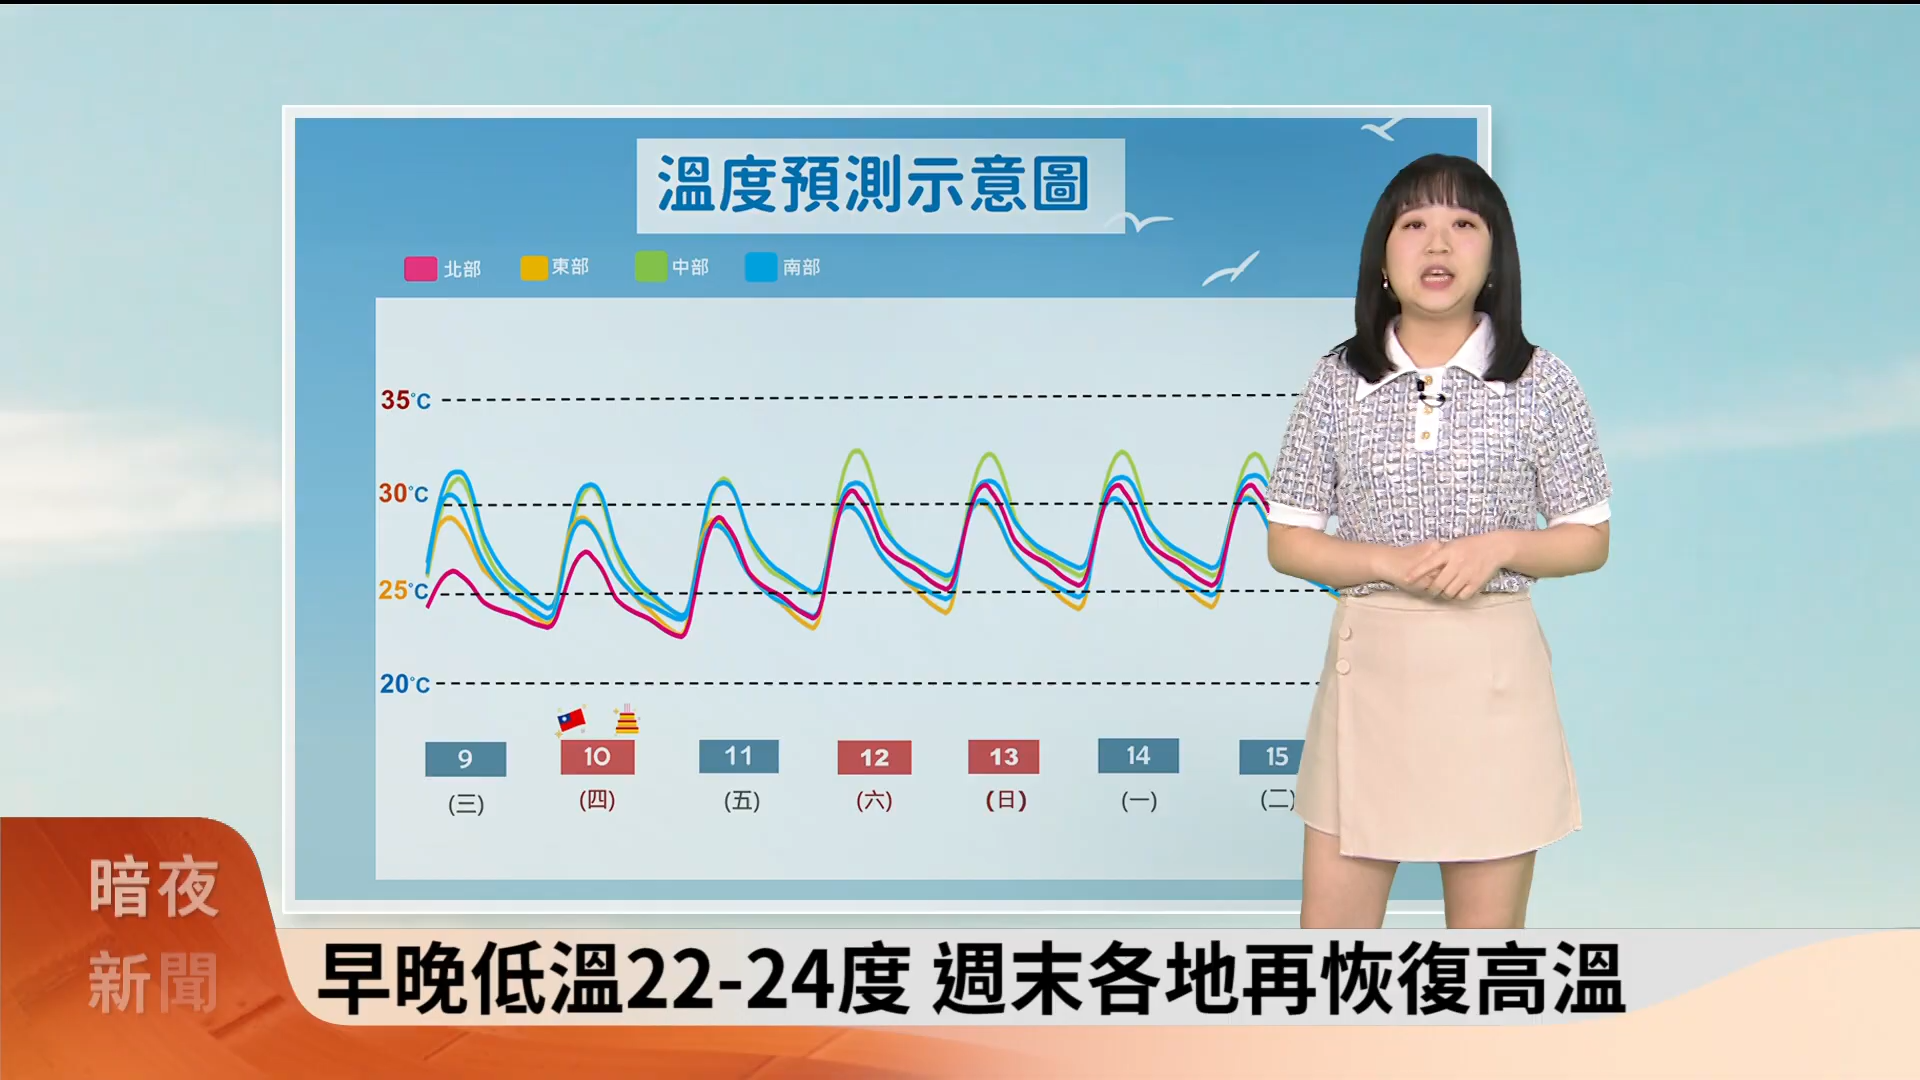 溫度預測示意圖
北部 東部 中部 南部
35°C
30°C
25°C
20°C
9 10 11 12 13 14 15
(三) (四) (五) (六) (日) (一) (二)
暗夜
新聞
早晚低溫22-24度 週末各地再恢復高溫